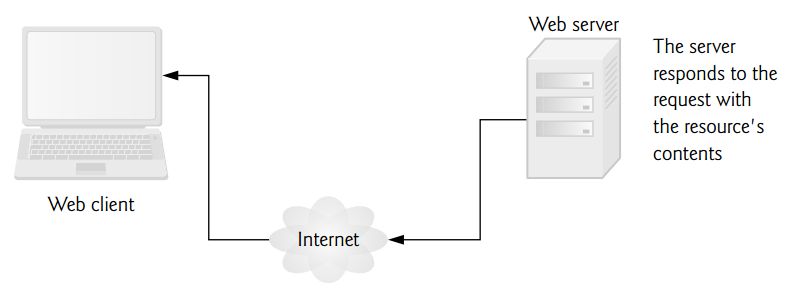 Web server
The server
responds to the
request with
the resource's
contents
Web client
Internet